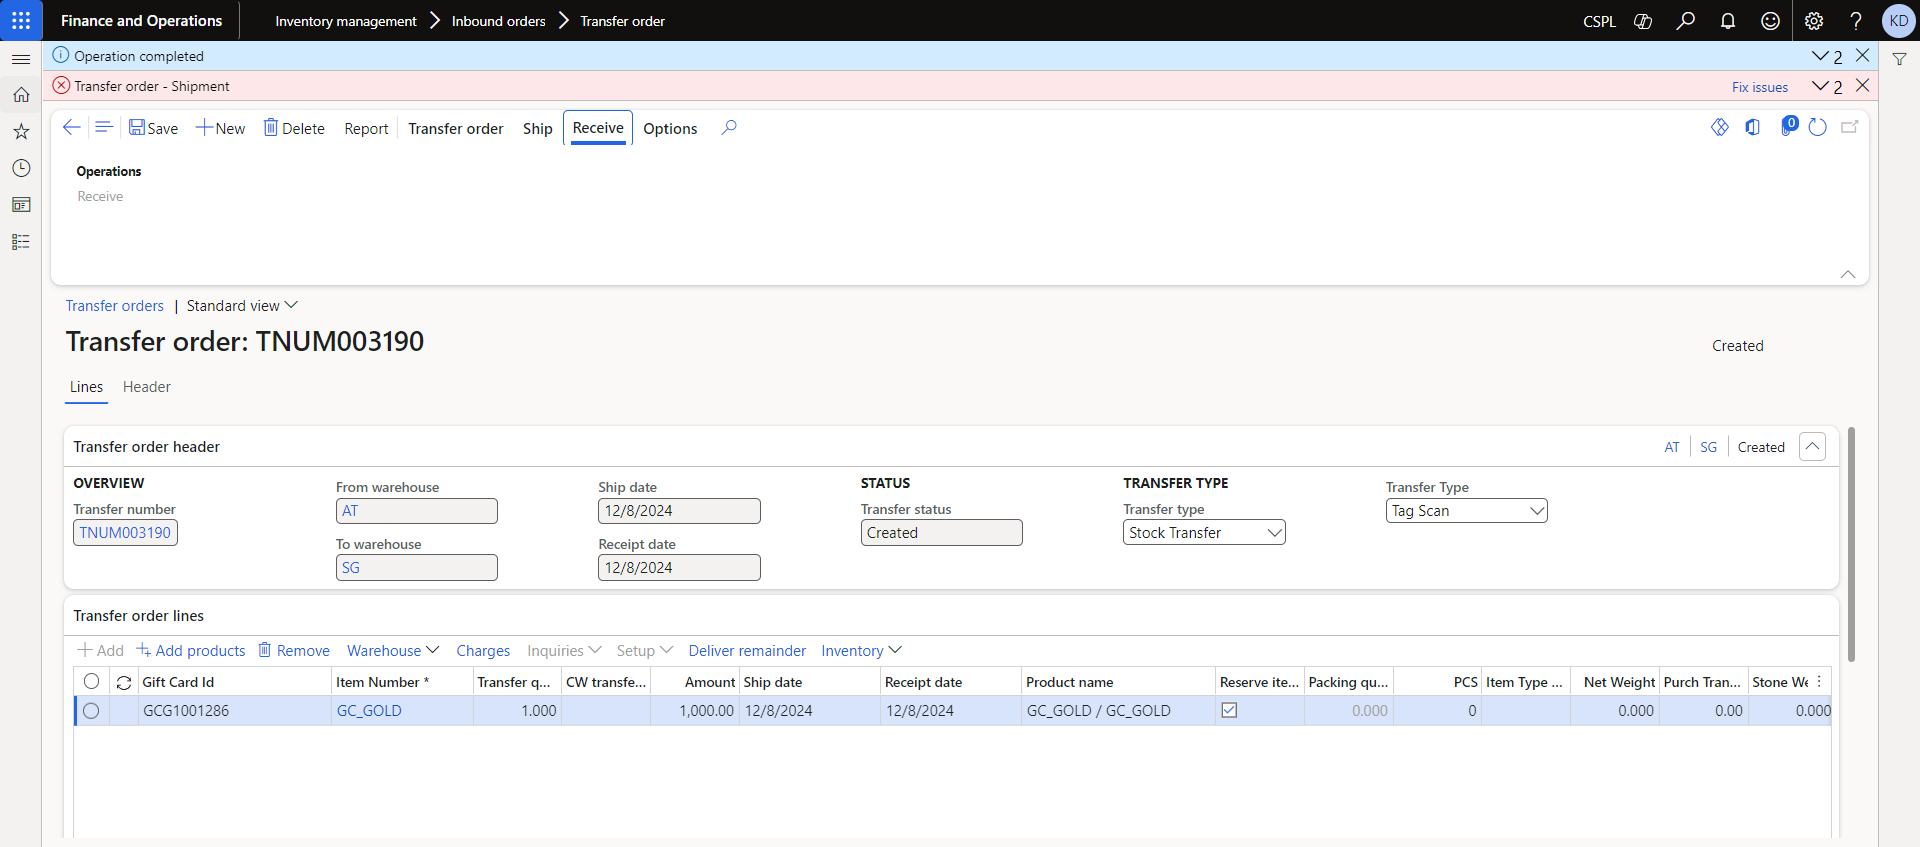 Finance and Operations
Inventory management > Inbound orders > Transfer order
CSPL
KD
Operation completed
2
Transfer order - Shipment
Fix issues
2
Save
New
Delete
Report
Transfer order
Ship
Receive
Options
0
Operations
Receive
Transfer orders | Standard view
Transfer order: TNUM003190
Created
Lines
Header
Transfer order header
AT | SG | Created
OVERVIEW
Transfer number
TNUM003190
From warehouse
AT
To warehouse
SG
Ship date
12/8/2024
Receipt date
12/8/2024
STATUS
Transfer status
Created
TRANSFER TYPE
Transfer type
Stock Transfer
Transfer Type
Tag Scan
Transfer order lines
Add
Add products
Remove
Warehouse
Charges
Inquiries
Setup
Deliver remainder
Inventory
Gift Card Id Item Number * Transfer q... CW transfe... Amount Ship date Receipt date Product name Reserve ite... Packing qu... PCS Item Type ... Net Weight Purch Tran... Stone We
GCG1001286 GC_GOLD 1.000 1,000.00 12/8/2024 12/8/2024 GC_GOLD / GC_GOLD 0.000 0 0.000 0.00 0.000